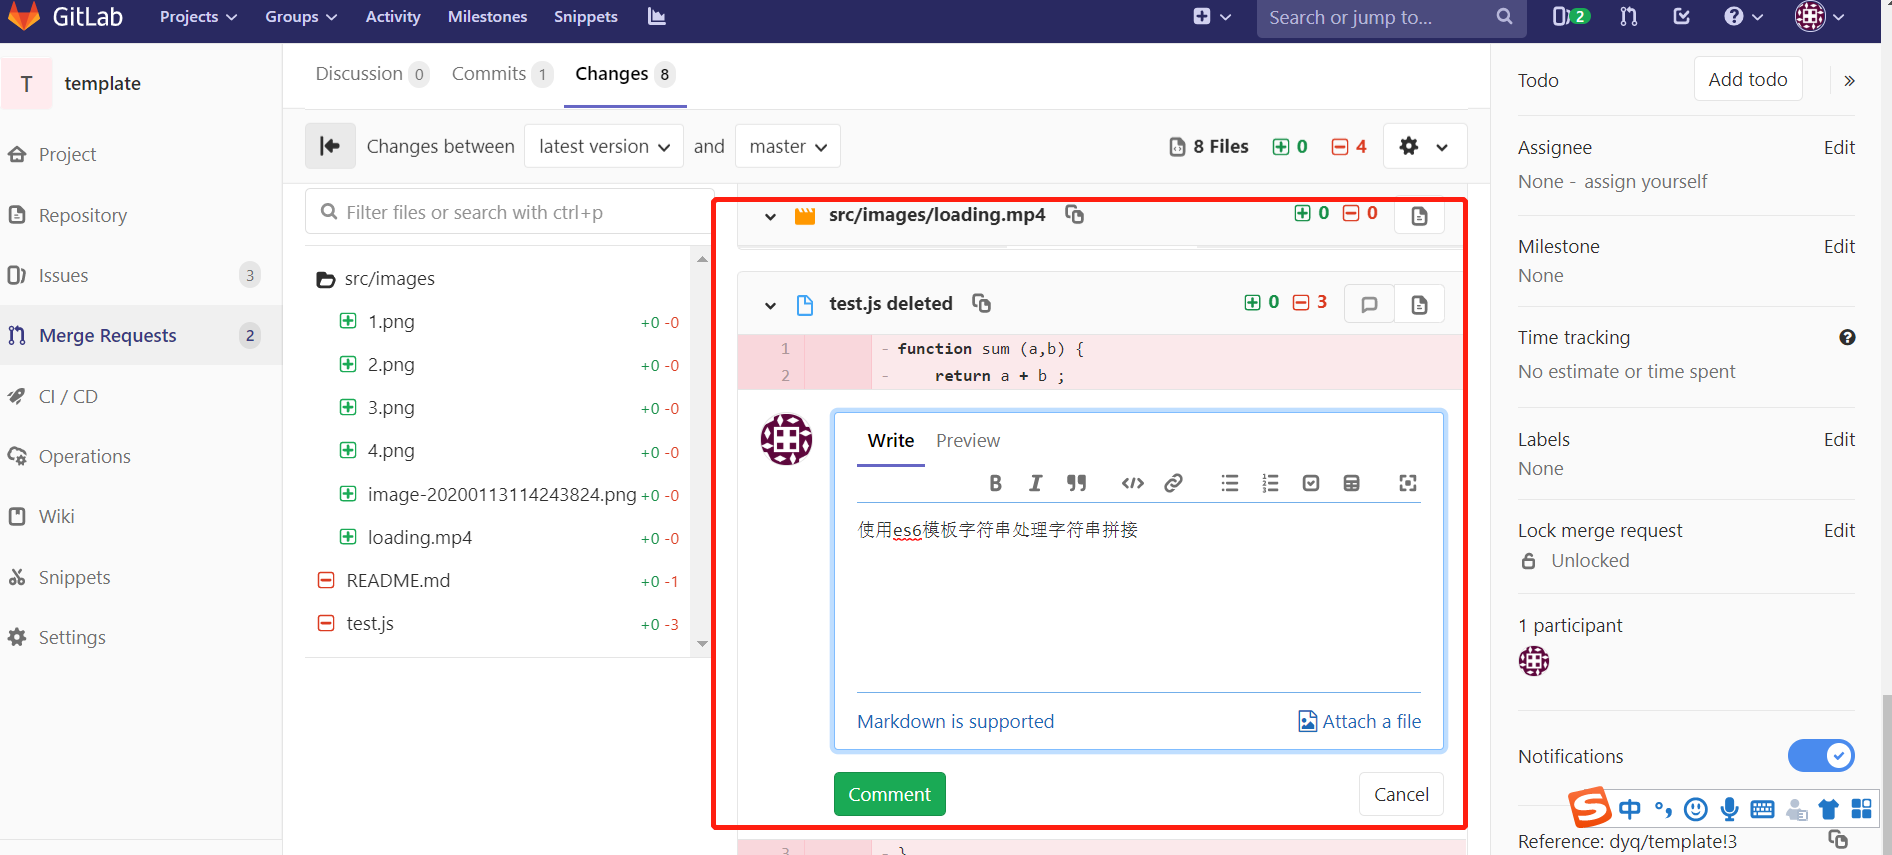 GitLab Projects Groups Activity Milestones Snippets Search or jump to... 2
T template
Project
Repository
Issues 3
Merge Requests 2
CI / CD
Operations
Wiki
Snippets
Settings
Discussion 0 Commits 1 Changes 8
Changes between latest version and master 8 Files 0 4
Filter files or search with ctrl+p
src/images
1.png +0 -0
2.png +0 -0
3.png +0 -0
4.png +0 -0
image-20200113114243824.png +0 -0
loading.mp4 +0 -0
README.md +0 -1
test.js +0 -3
src/images/loading.mp4 0 0
test.js deleted 0 3
1 - function sum (a,b) {
2 - return a + b ;
Write Preview
使用es6模板字符串处理字符串拼接
Markdown is supported Attach a file
Comment Cancel
3 - }
Todo Add todo »
Assignee Edit
None - assign yourself
Milestone Edit
None
Time tracking
No estimate or time spent
Labels Edit
None
Lock merge request Edit
Unlocked
1 participant
Notifications
S 中
Reference: dyq/template!3